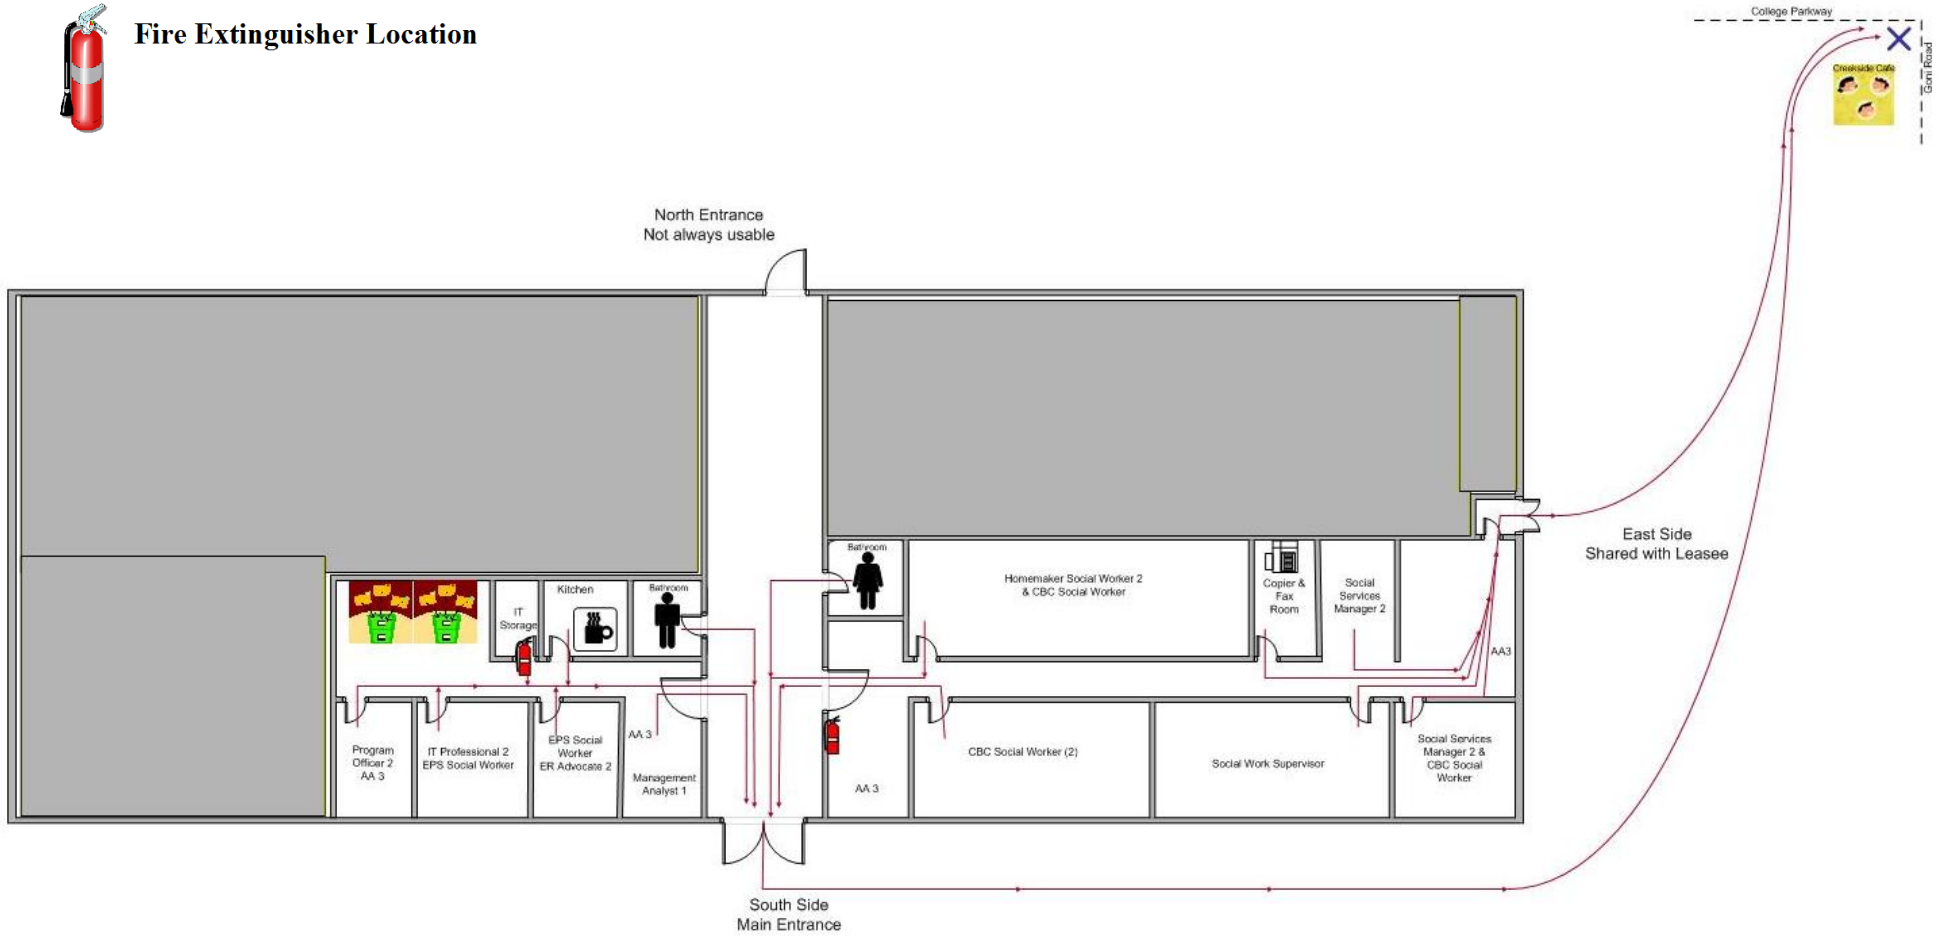 Fire Extinguisher Location
College Parkway
Goni Road
Creekside Cafe
North Entrance
Not always usable
East Side
Shared with Leasee
Bathroom
Homemaker Social Worker 2
& CBC Social Worker
Copier &
Fax
Room
Social
Services
Manager 2
AA3
IT
Storage
Kitchen
Bathroom
Program
Officer 2
AA 3
IT Professional 2
EPS Social Worker
EPS Social
Worker
ER Advocate 2
AA 3
Management
Analyst 1
AA 3
CBC Social Worker (2)
Social Work Supervisor
Social Services
Manager 2 &
CBC Social
Worker
South Side
Main Entrance